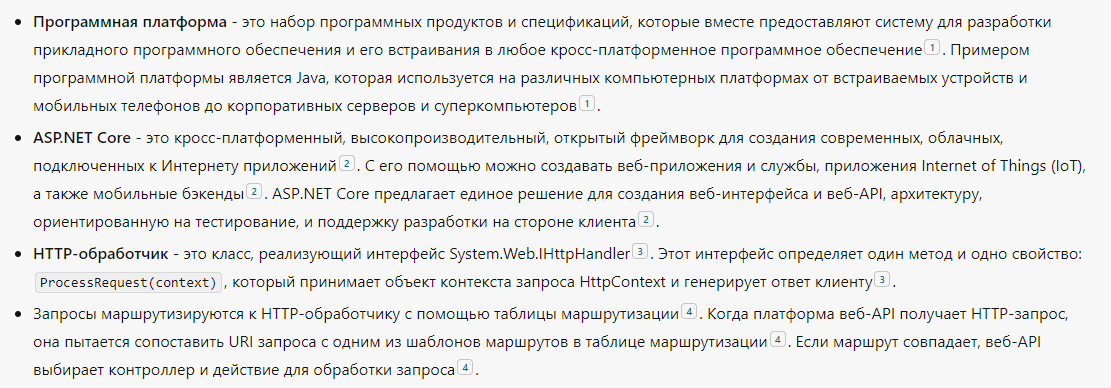 • Программная платформа - это набор программных продуктов и спецификаций, которые вместе предоставляют систему для разработки
прикладного программного обеспечения и его встраивания в любое кросс-платформенное программное обеспечение 1 . Примером
программной платформы является Java, которая используется на различных компьютерных платформах от встраиваемых устройств и
мобильных телефонов до корпоративных серверов и суперкомпьютеров 1 .
• ASP.NET Core - это кросс-платформенный, высокопроизводительный, открытый фреймворк для создания современных, облачных,
подключенных к Интернету приложений 2 . С его помощью можно создавать веб-приложения и службы, приложения Internet of Things (IoT),
а также мобильные бэкенды 2 . ASP.NET Core предлагает единое решение для создания веб-интерфейса и веб-API, архитектуру,
ориентированную на тестирование, и поддержку разработки на стороне клиента 2 .
• HTTP-обработчик - это класс, реализующий интерфейс System.Web.IHttpHandler 3 . Этот интерфейс определяет один метод и одно свойство:
ProcessRequest(context) , который принимает объект контекста запроса HttpContext и генерирует ответ клиенту 3 .
• Запросы маршрутизируются к HTTP-обработчику с помощью таблицы маршрутизации 4 . Когда платформа веб-API получает HTTP-запрос,
она пытается сопоставить URI запроса с одним из шаблонов маршрутов в таблице маршрутизации 4 . Если маршрут совпадает, веб-API
выбирает контроллер и действие для обработки запроса 4 .